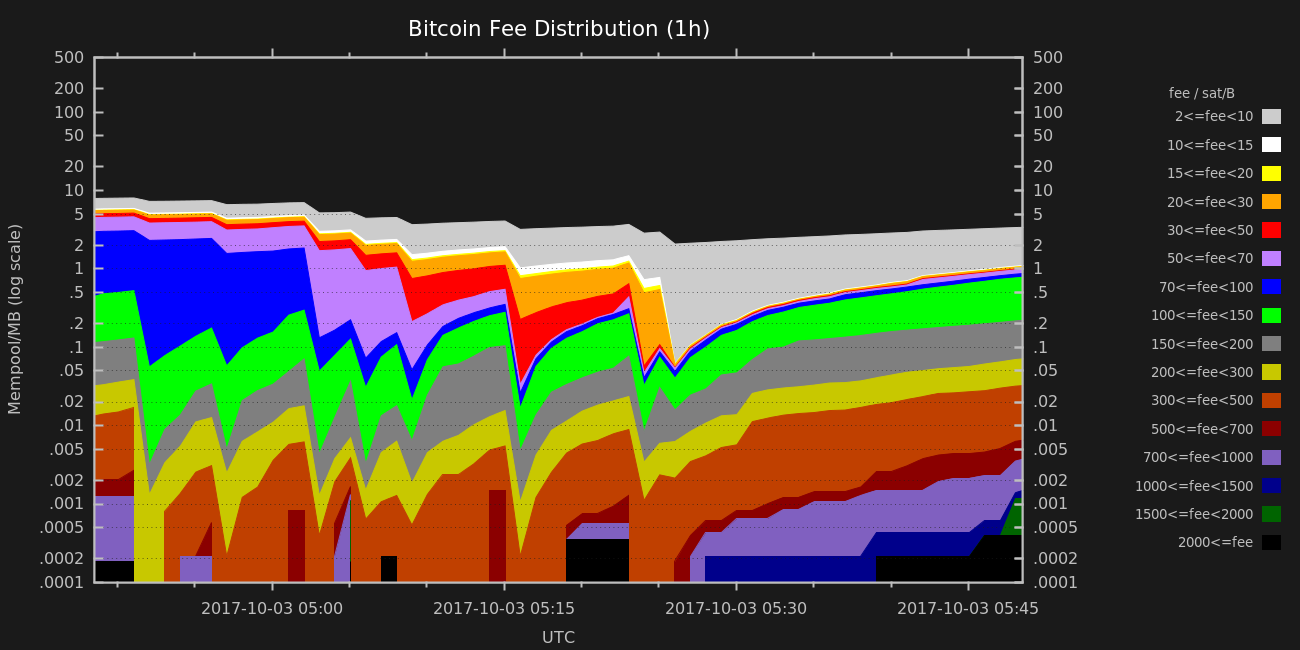 Bitcoin Fee Distribution (1h)
500 500
200 200
100 100
50 50
20 20
10 10
5 5
2 2
1 1
.5 .5
.2 .2
.1 .1
.05 .05
.02 .02
.01 .01
.005 .005
.002 .002
.001 .001
.0005 .0005
.0002 .0002
.0001 .0001
Mempool/MB (log scale)
2017-10-03 05:00 2017-10-03 05:15 2017-10-03 05:30 2017-10-03 05:45
UTC
fee / sat/B
2<=fee<10
10<=fee<15
15<=fee<20
20<=fee<30
30<=fee<50
50<=fee<70
70<=fee<100
100<=fee<150
150<=fee<200
200<=fee<300
300<=fee<500
500<=fee<700
700<=fee<1000
1000<=fee<1500
1500<=fee<2000
2000<=fee